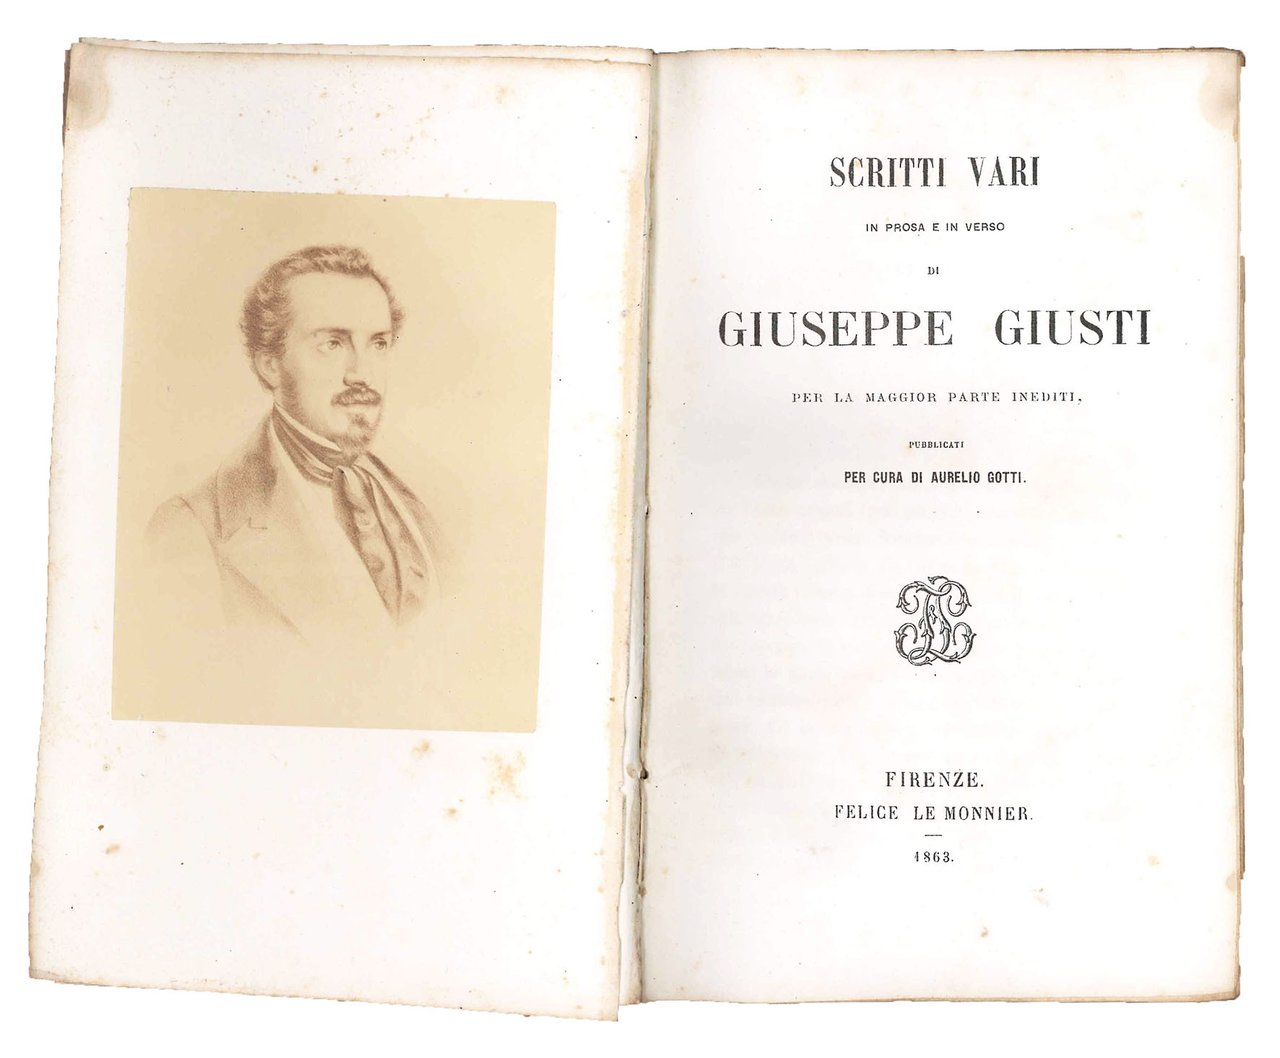 SCRITTI VARI
IN PROSA E IN VERSO
DI
GIUSEPPE GIUSTI
PER LA MAGGIOR PARTE INEDITI,
PUBBLICATI
PER CURA DI AURELIO GOTTI.
FIRENZE.
FELICE LE MONNIER.
1863.